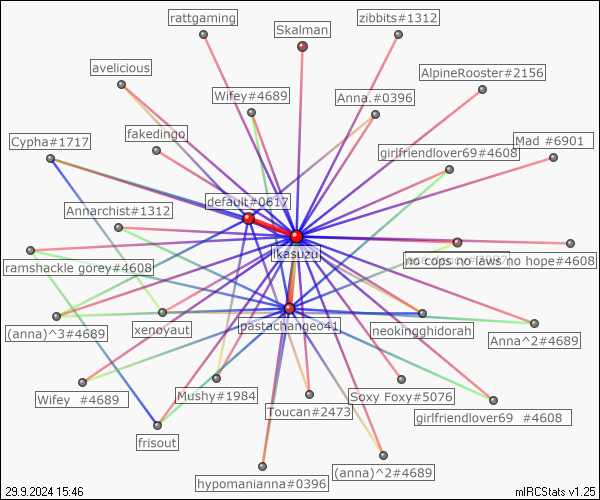 rattgaming
Skalman
zibbits#1312
avelicious
AlpineRooster#2156
Wifey#4689
Anna.#0396
fakedingo
Cypha#1717
girlfriendlover69#4608
Mad #6901
default#0617
Annarchist#1312
ikasuzu
ramshackle gorey#4608
no cops no laws no hope#4608
(anna)^3#4689
xenoyaut
pastachangeo41
neokingghidorah
Anna^2#4689
Wifey #4689
Mushy#1984
Toucan#2473
Soxy Foxy#5076
girlfriendlover69 #4608
frisout
(anna)^2#4689
hypomanianna#0396
29.9.2024 15:46
mIRCStats v1.25